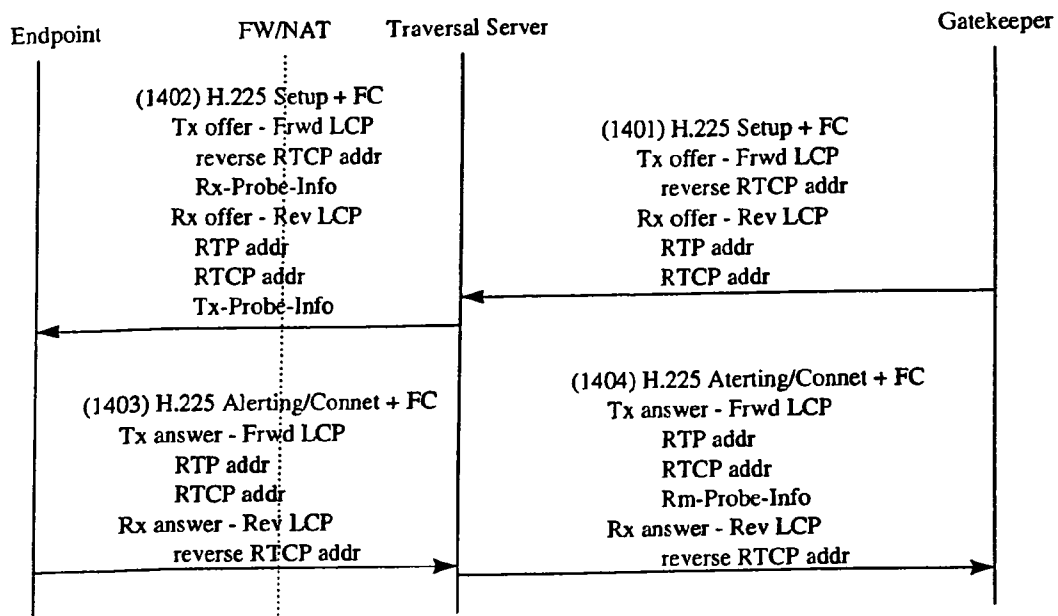 Endpoint
FW/NAT
Traversal Server
Gatekeeper
(1402) H.225 Setup + FC
Tx offer - Frwd LCP
reverse RTCP addr
Rx-Probe-Info
Rx offer - Rev LCP
RTP addr
RTCP addr
Tx-Probe-Info
(1401) H.225 Setup + FC
Tx offer - Frwd LCP
reverse RTCP addr
Rx offer - Rev LCP
RTP addr
RTCP addr
(1403) H.225 Alerting/Connet + FC
Tx answer - Frwd LCP
RTP addr
RTCP addr
Rx answer - Rev LCP
reverse RTCP addr
(1404) H.225 Aterting/Connet + FC
Tx answer - Frwd LCP
RTP addr
RTCP addr
Rm-Probe-Info
Rx answer - Rev LCP
reverse RTCP addr